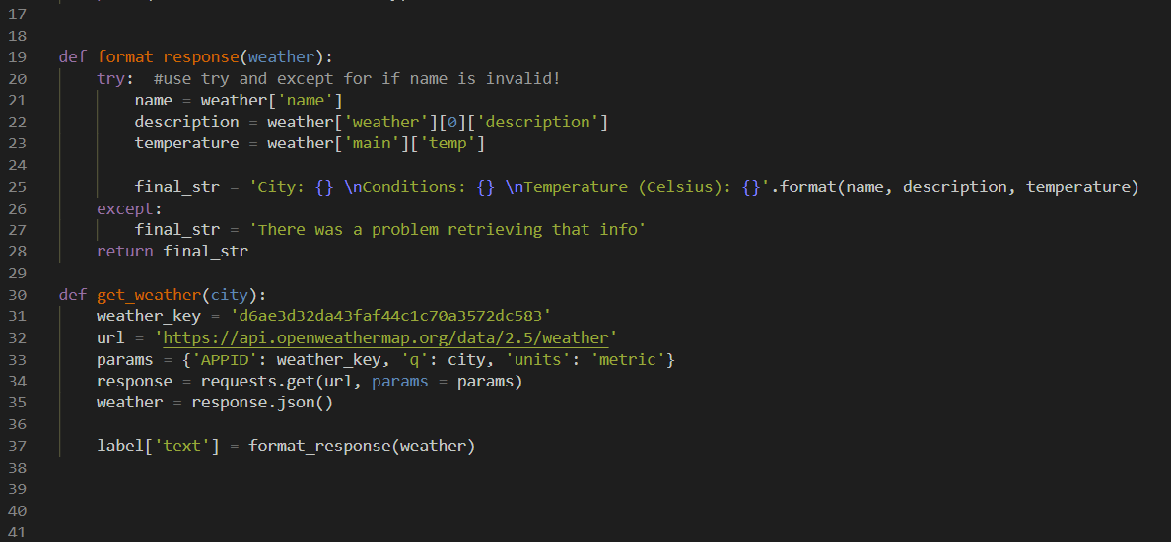 17
18
19 def format_response(weather):
20 try: #use try and except for if name is invalid!
21 name = weather['name']
22 description = weather['weather'][0]['description']
23 temperature = weather['main']['temp']
24
25 final_str = 'City: {} \nConditions: {} \nTemperature (Celsius): {}'.format(name, description, temperature)
26 except:
27 final_str = 'There was a problem retrieving that info'
28 return final_str
29
30 def get_weather(city):
31 weather_key = 'd6ae3d32da43faf44c1c70a3572dc583'
32 url = 'https://api.openweathermap.org/data/2.5/weather'
33 params = {'APPID': weather_key, 'q': city, 'units': 'metric'}
34 response = requests.get(url, params = params)
35 weather = response.json()
36
37 label['text'] = format_response(weather)
38
39
40
41